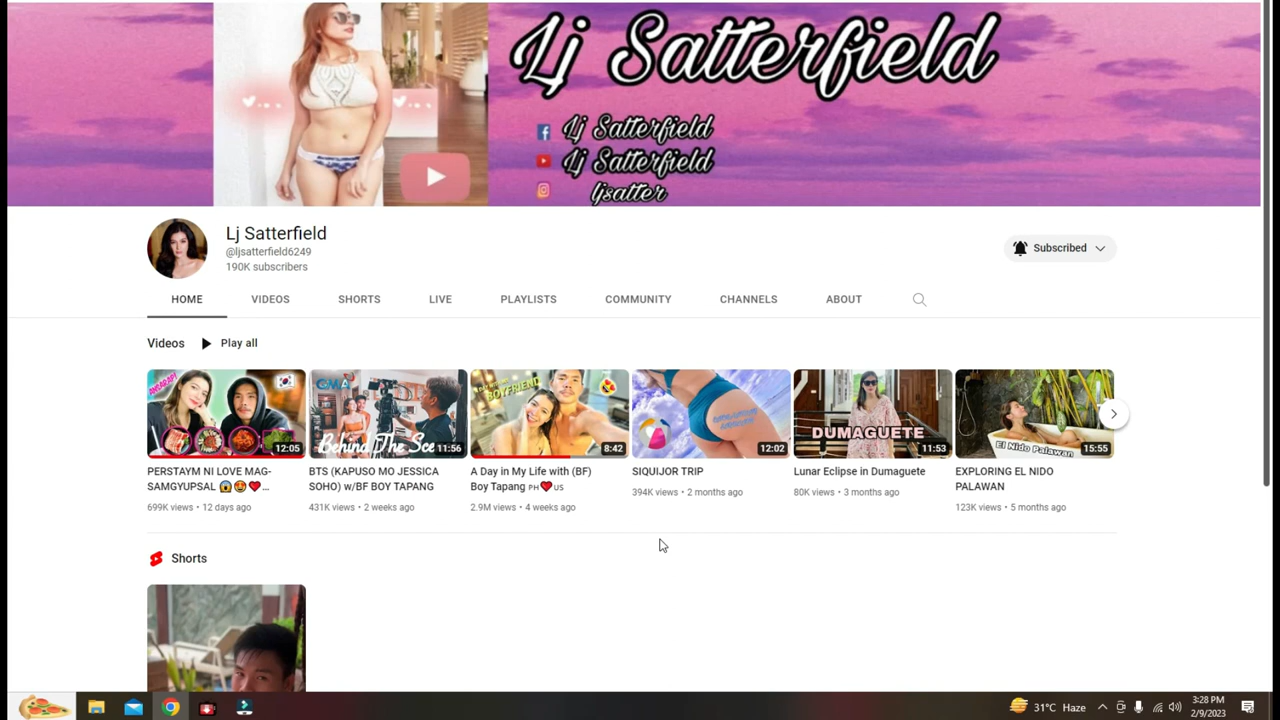 Lj Satterfield
Lj Satterfield
Lj Satterfield
ljsatter
Lj Satterfield
@ljsatterfield6249
190K subscribers
Subscribed
HOME VIDEOS SHORTS LIVE PLAYLISTS COMMUNITY CHANNELS ABOUT
Videos Play all
ANSARAP!
12:05
GMA
Behind The Sce
11:56
BOYFRIEND
8:42
12:02
DUMAGUETE
11:53
El Nido Palawan
15:55
PERSTAYM NI LOVE MAG-
SAMGYUPSAL 😱🤩❤️...
699K views • 12 days ago
BTS (KAPUSO MO JESSICA
SOHO) w/BF BOY TAPANG
431K views • 2 weeks ago
A Day in My Life with (BF)
Boy Tapang PH❤️US
2.9M views • 4 weeks ago
SIQUIJOR TRIP
394K views • 2 months ago
Lunar Eclipse in Dumaguete
80K views • 3 months ago
EXPLORING EL NIDO
PALAWAN
123K views • 5 months ago
Shorts
31°C Haze
3:28 PM
2/9/2023